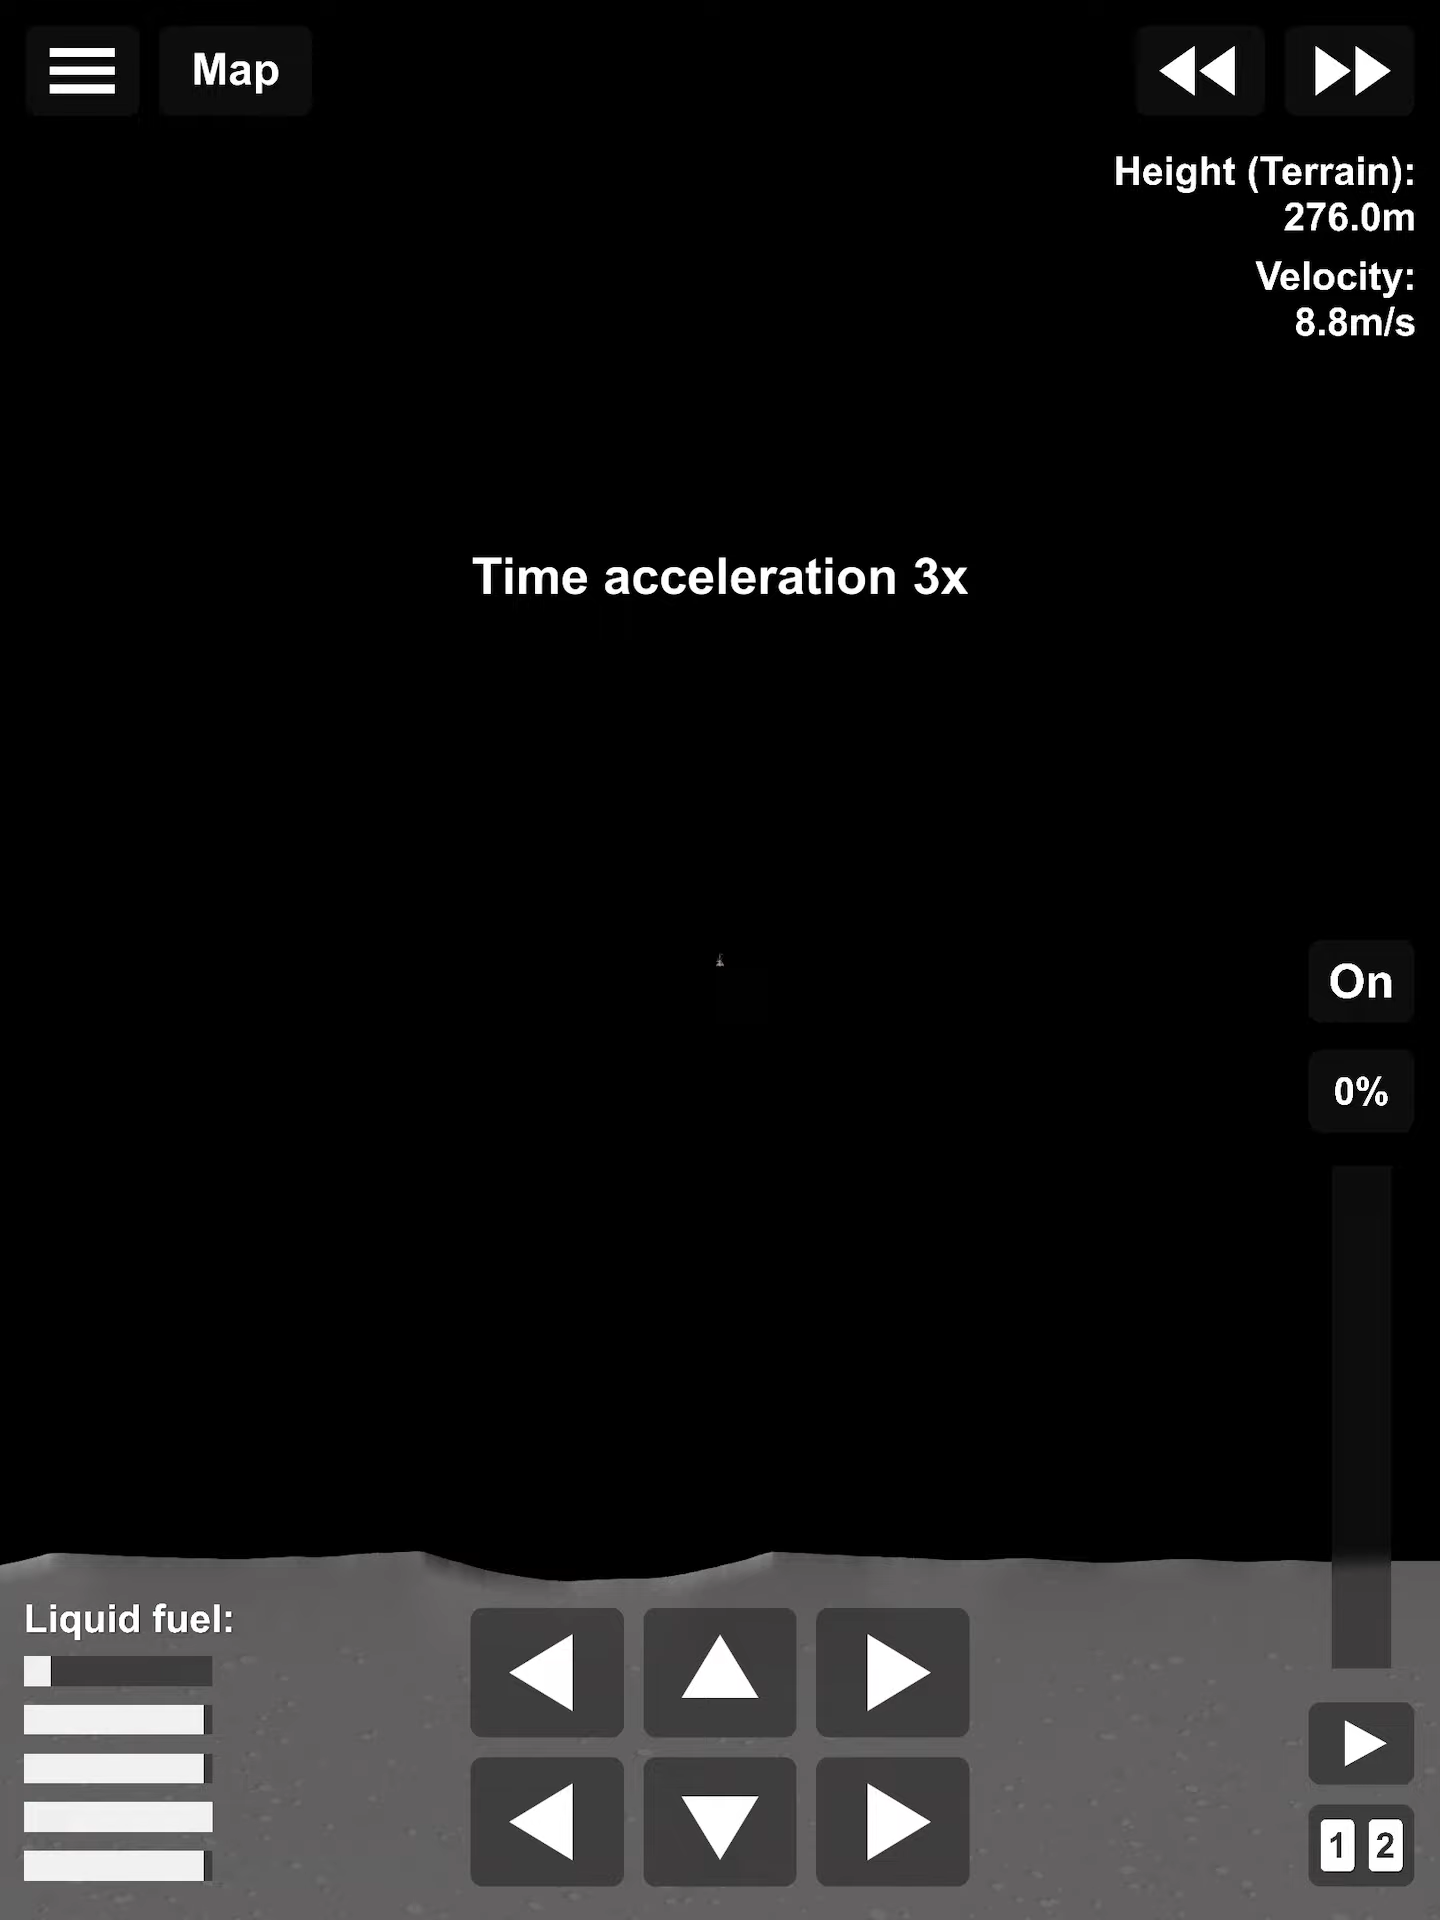 Map
Height (Terrain):
276.0m
Velocity:
8.8m/s
Time acceleration 3x
On
0%
Liquid fuel:
1 2